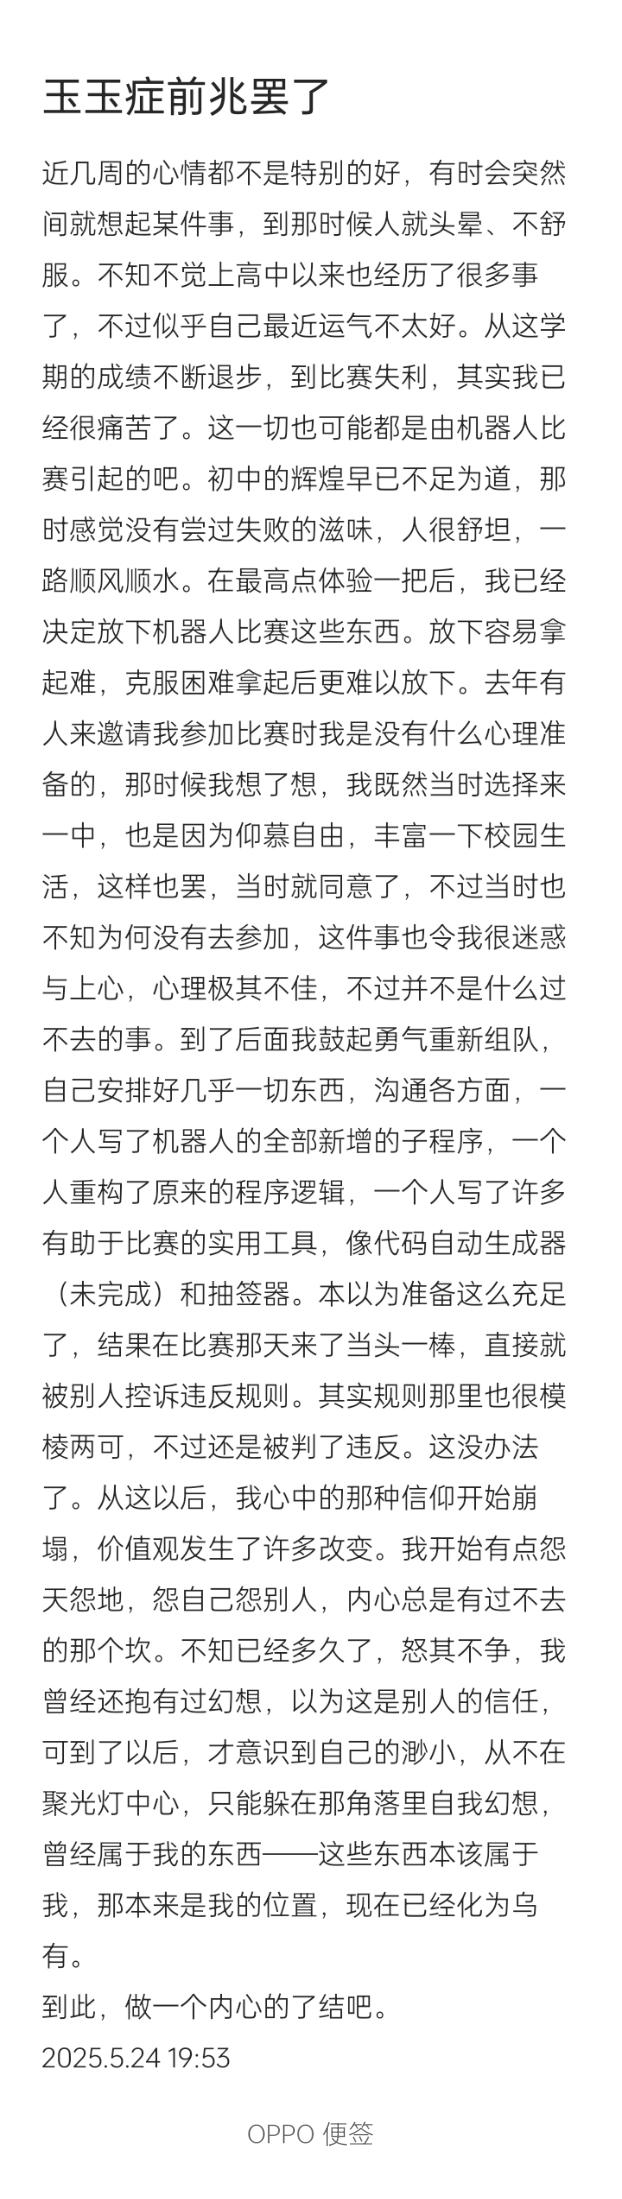 玉玉症前兆罢了
近几周的心情都不是特别的好，有时会突然
间就想起某件事，到那时候人就头晕、不舒
服。不知不觉上高中以来也经历了很多事
了，不过似乎自己最近运气不太好。从这学
期的成绩不断退步，到比赛失利，其实我已
经很痛苦了。这一切也可能都是由机器人比
赛引起的吧。初中的辉煌早已不足为道，那
时感觉没有尝过失败的滋味，人很舒坦，一
路顺风顺水。在最高点体验一把后，我已经
决定放下机器人比赛这些东西。放下容易拿
起难，克服困难拿起后更难以放下。去年有
人来邀请我参加比赛时我是没有什么心理准
备的，那时候我想了想，我既然当时选择来
一中，也是因为仰慕自由，丰富一下校园生
活，这样也罢，当时就同意了，不过当时也
不知为何没有去参加，这件事也令我很迷惑
与上心，心理极其不佳，不过并不是什么过
不去的事。到了后面我鼓起勇气重新组队，
自己安排好几乎一切东西，沟通各方面，一
个人写了机器人的全部新增的子程序，一个
人重构了原来的程序逻辑，一个人写了许多
有助于比赛的实用工具，像代码自动生成器
（未完成）和抽签器。本以为准备这么充足
了，结果在比赛那天来了当头一棒，直接就
被别人控诉违反规则。其实规则那里也很模
棱两可，不过还是被判了违反。这没办法
了。从这以后，我心中的那种信仰开始崩
塌，价值观发生了许多改变。我开始有点怨
天怨地，怨自己怨别人，内心总是有过不去
的那个坎。不知已经多久了，怒其不争，我
曾经还抱有过幻想，以为这是别人的信任，
可到了以后，才意识到自己的渺小，从不在
聚光灯中心，只能躲在那角落里自我幻想，
曾经属于我的东西——这些东西本该属于
我，那本来是我的位置，现在已经化为乌
有。
到此，做一个内心的了结吧。
2025.5.24 19:53
OPPO 便签